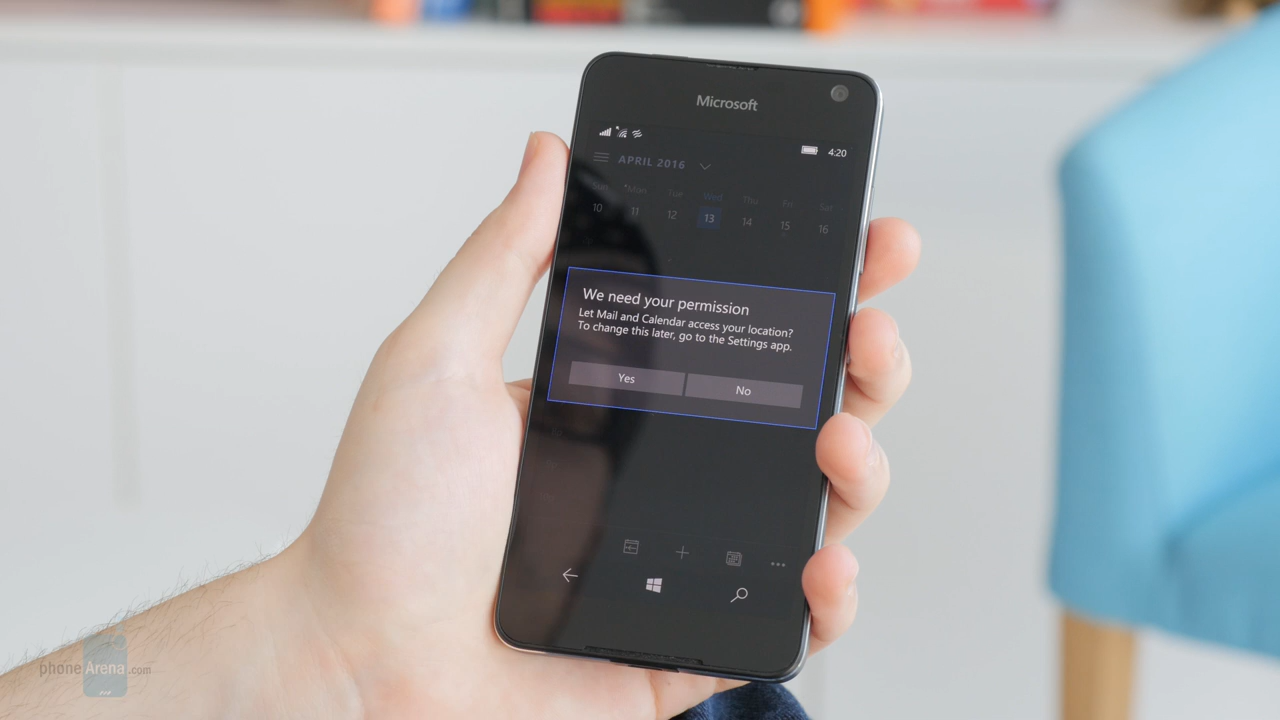 Microsoft
4:20
APRIL 2016
Sun Mon Tue Wed Thu Fri Sat
10 11 12 13 14 15 16
We need your permission
Let Mail and Calendar access your location?
To change this later, go to the Settings app.
Yes No
phoneArena.com